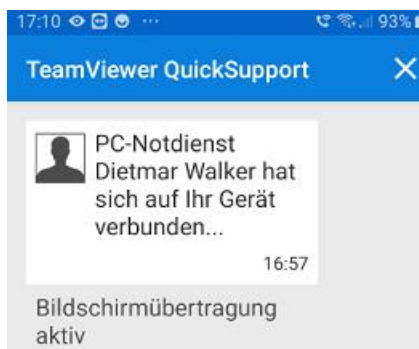 17:10 ··· 93%
TeamViewer QuickSupport
PC-Notdienst
Dietmar Walker hat
sich auf Ihr Gerät
verbunden...
16:57
Bildschirmübertragung
aktiv